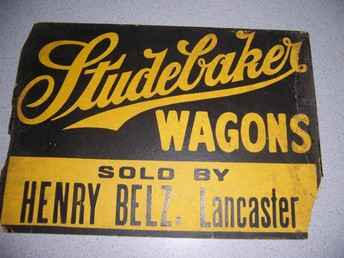 Studebaker
WAGONS
SOLD BY
HENRY BELZ. Lancaster